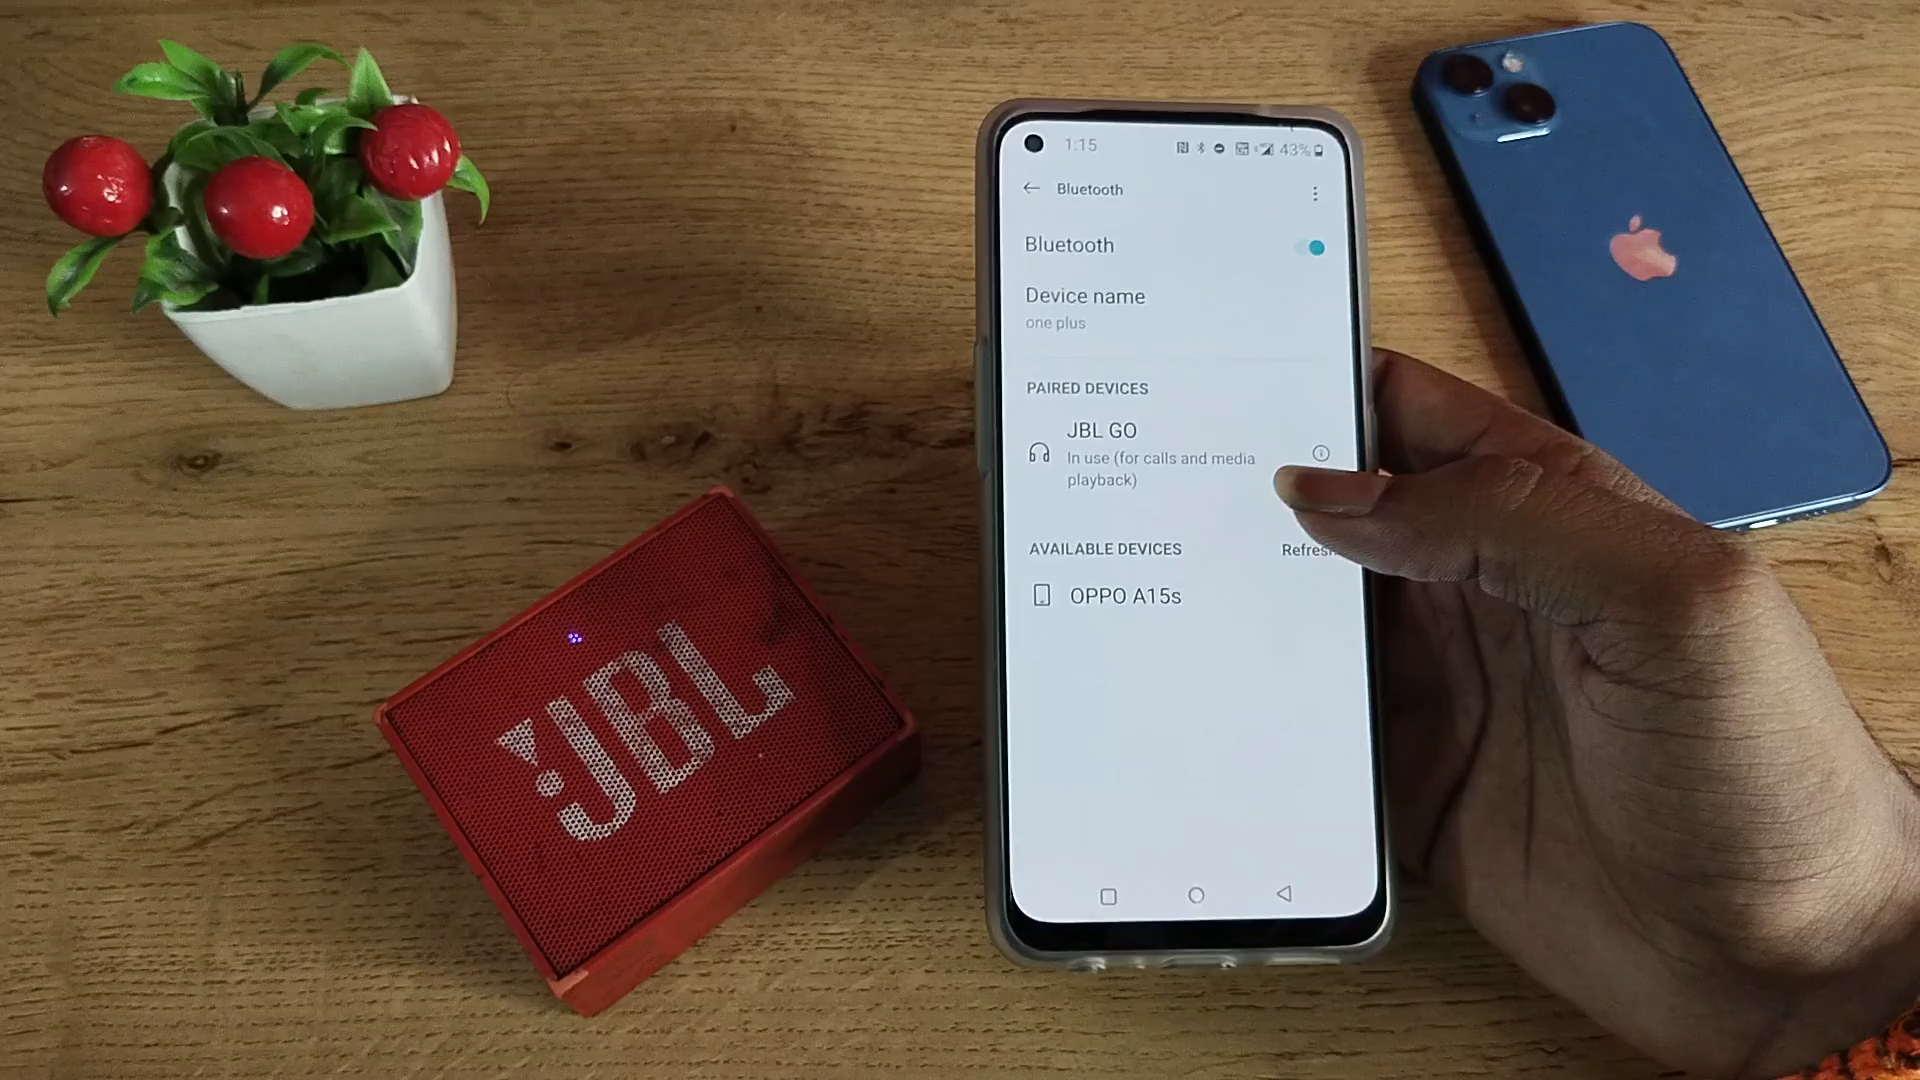 1:15
43%
Bluetooth
Bluetooth
Device name
one plus
PAIRED DEVICES
JBL GO
In use (for calls and media
playback)
AVAILABLE DEVICES
Refresh
OPPO A15s
JBL